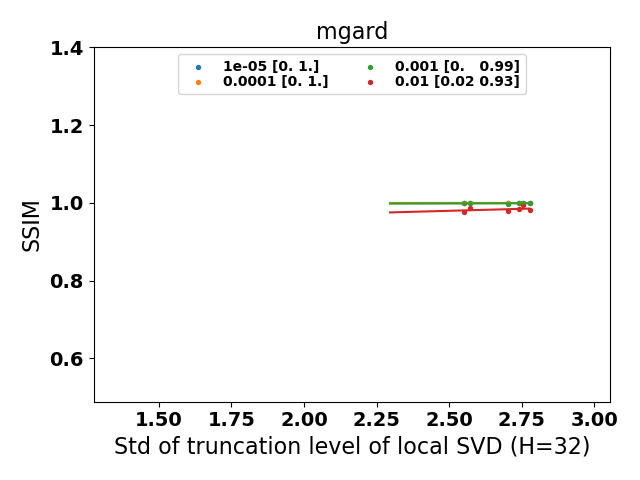 mgard
1e-05 [0. 1.]
0.0001 [0. 1.]
0.001 [0.   0.99]
0.01 [0.02 0.93]
1.4
1.2
1.0
0.8
0.6
SSIM
1.50 1.75 2.00 2.25 2.50 2.75 3.00
Std of truncation level of local SVD (H=32)